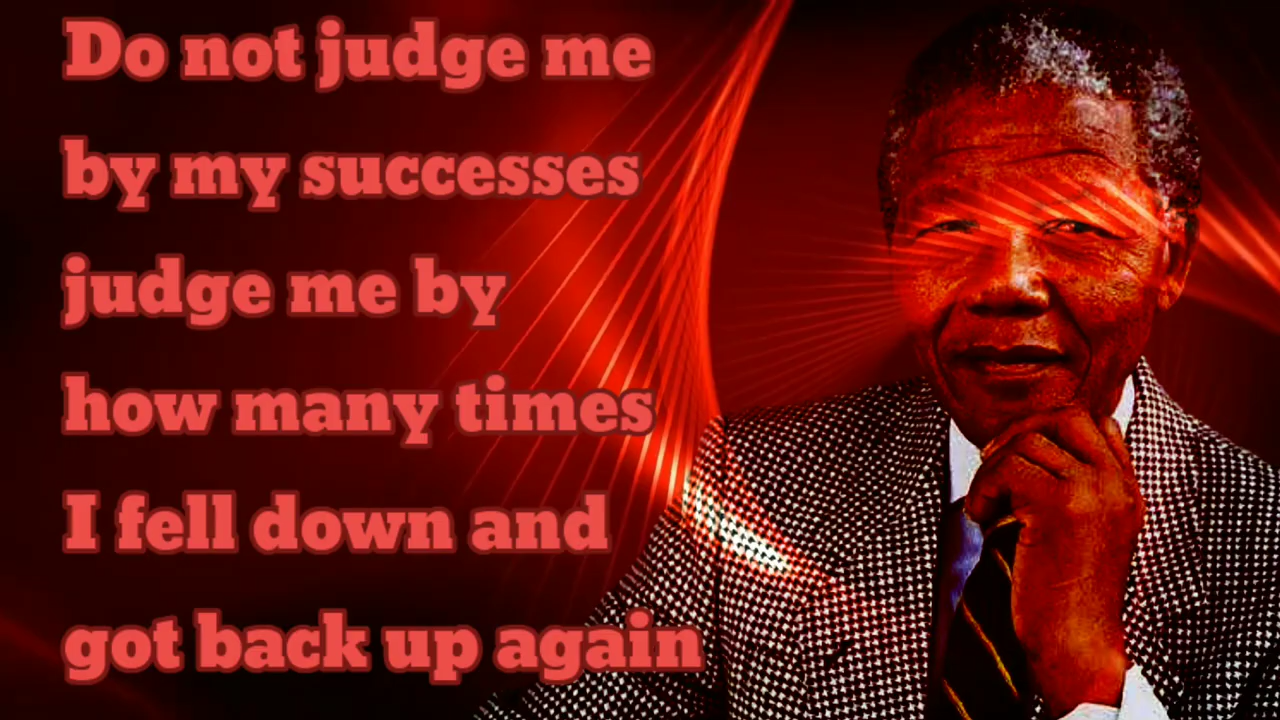 Do not judge me
by my successes
judge me by
how many times
I fell down and
got back up again